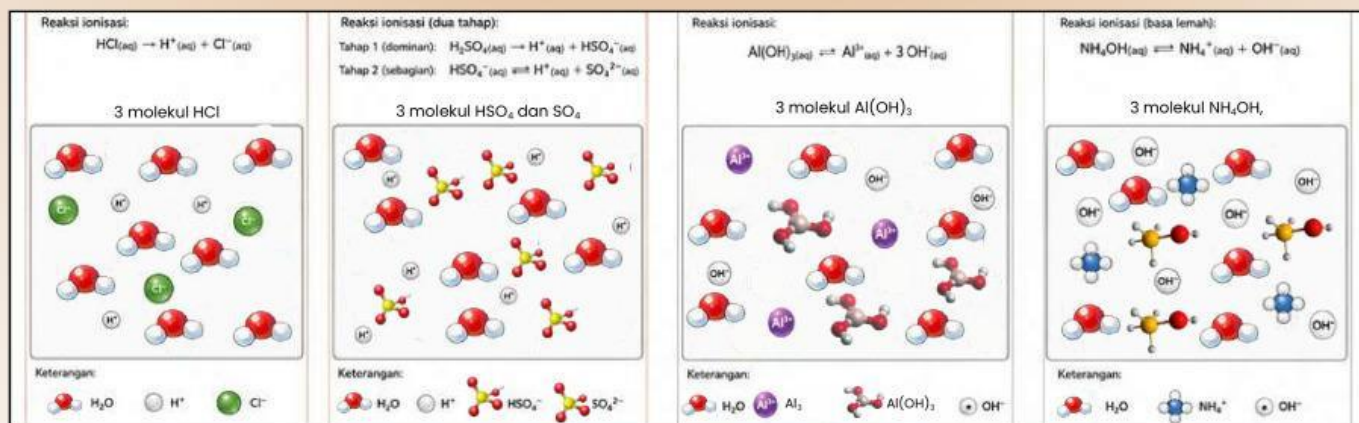 Reaksi ionisasi:
HCl(aq) → H⁺(aq) + Cl⁻(aq)
3 molekul HCl
Cl⁻
H⁺
H⁺
Cl⁻
Cl⁻
H⁺
Keterangan:
H₂O
H⁺
Cl⁻
Reaksi ionisasi (dua tahap):
Tahap 1 (dominan): H₂SO₄(aq) → H⁺(aq) + HSO₄⁻(aq)
Tahap 2 (sebagian): HSO₄⁻(aq) ⇌ H⁺(aq) + SO₄²⁻(aq)
3 molekul HSO₄ dan SO₄
H⁺
H⁺
H⁺
H⁺
H⁺
H⁺
Keterangan:
H₂O
H⁺
HSO₄⁻
SO₄²⁻
Reaksi ionisasi:
Al(OH)₃(aq) ⇌ Al³⁺(aq) + 3 OH⁻(aq)
3 molekul Al(OH)₃
Al³⁺
OH⁻
OH⁻
Al³⁺
OH⁻
Al³⁺
Keterangan:
H₂O
Al³⁺
Al₃
Al(OH)₃
OH⁻
Reaksi ionisasi (basa lemah):
NH₄OH(aq) ⇌ NH₄⁺(aq) + OH⁻(aq)
3 molekul NH₄OH,
OH⁻
OH⁻
OH⁻
OH⁻
OH⁻
OH⁻
Keterangan:
H₂O
NH₄⁺
OH⁻